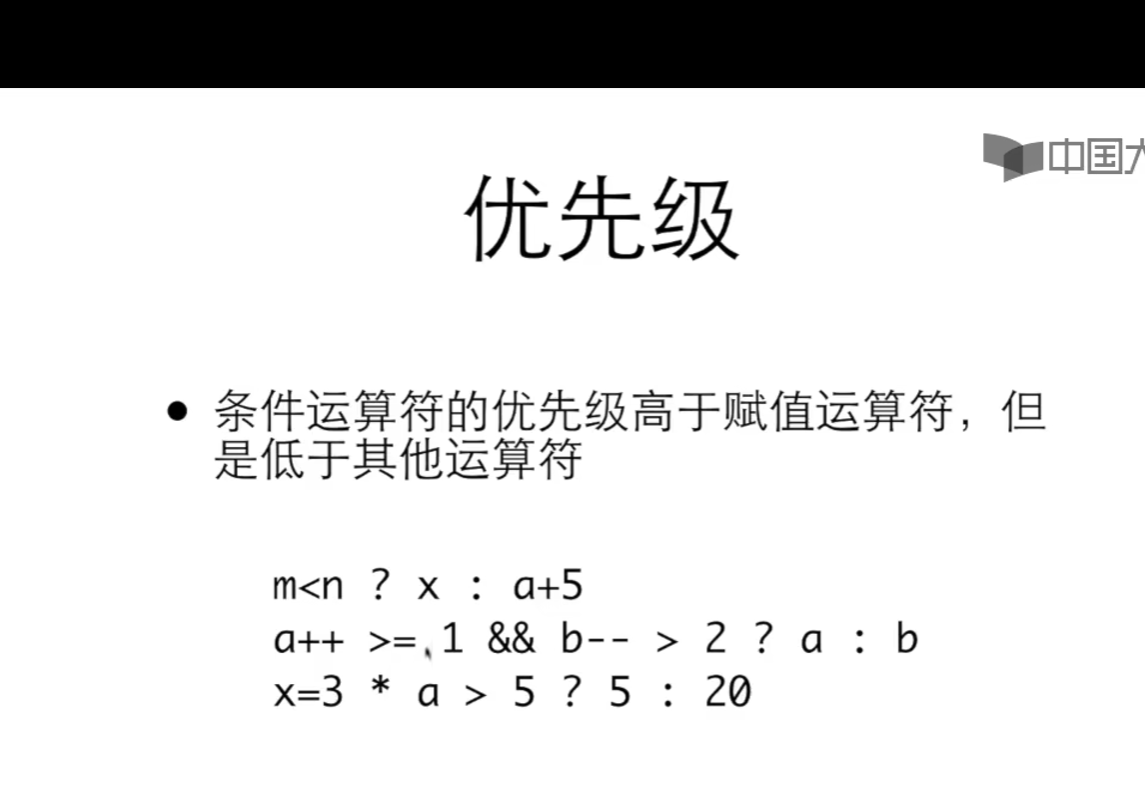 中国大
优先级
• 条件运算符的优先级高于赋值运算符，但
是低于其他运算符
m<n ? x : a+5
a++ >= 1 && b-- > 2 ? a : b
x=3 * a > 5 ? 5 : 20